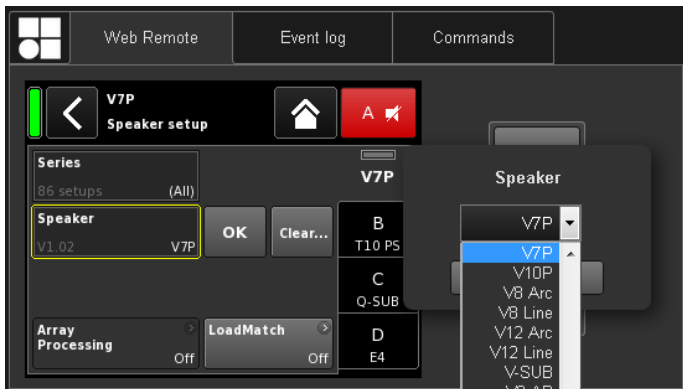 Web Remote
Event log
Commands
V7P
Speaker setup
A
Series
86 setups (All)
V7P
Speaker
V1.02 V7P
OK
Clear...
B
T10 PS
C
Q-SUB
Array
Processing
Off
LoadMatch
Off
D
E4
Speaker
V7P
V7P
V10P
V8 Arc
V8 Line
V12 Arc
V12 Line
V-SUB